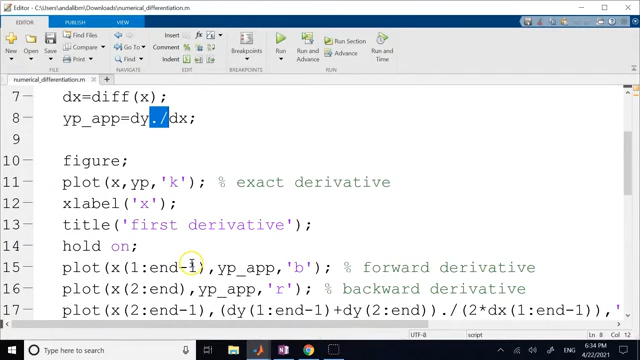 C:\Users\andalibm\Downloads\numerical_differentiation.m
EDITOR PUBLISH VIEW
New Open Save Find Files Compare Print Go To Find Insert Comment Indent Breakpoints Run Run and Advance Run Section Advance Run and Time
FILE NAVIGATE EDIT BREAKPOINTS RUN
numerical_differentiation.m
7 dx=diff(x);
8 yp_app=dy./dx;
9
10 figure;
11 plot(x,yp,'k'); % exact derivative
12 xlabel('x');
13 title('first derivative');
14 hold on;
15 plot(x(1:end-1),yp_app,'b'); % forward derivative
16 plot(x(2:end),yp_app,'r'); % backward derivative
17 plot(x(2:end-1),(dy(1:end-1)+dy(2:end))./(2*dx(1:end-1)),'
UTF-8 script Ln 8 Col
Type here to search ENG 6:34 PM
4/22/2021